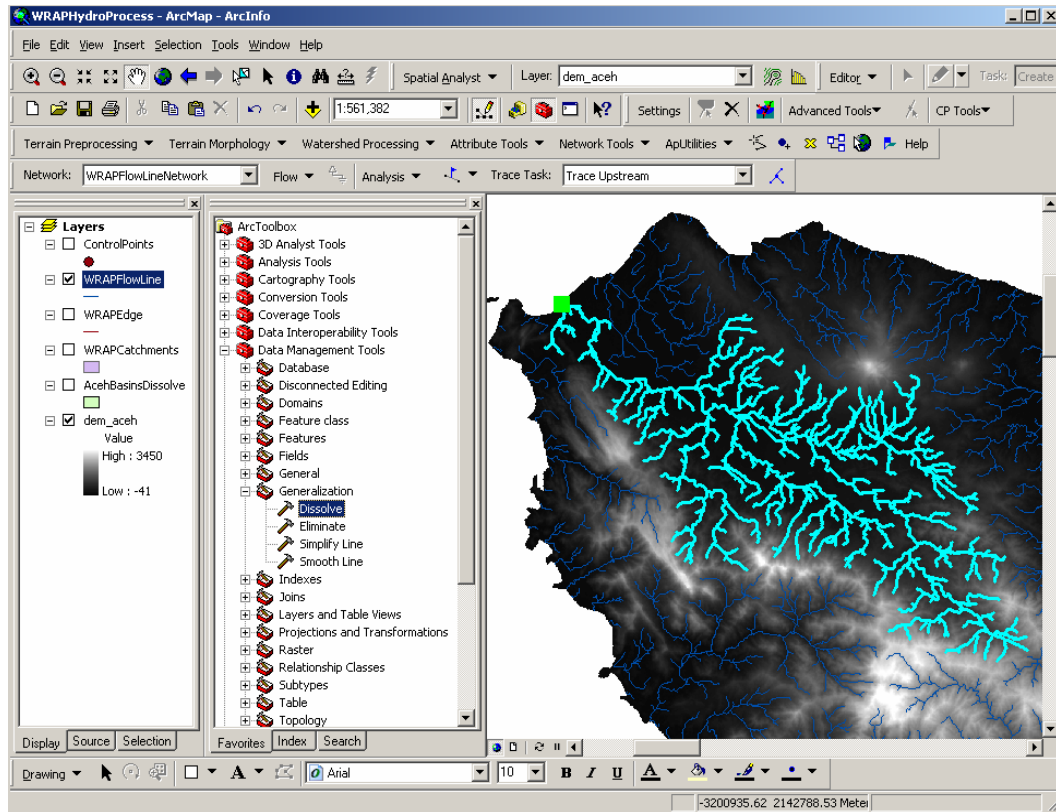 WRAPHydroProcess - ArcMap - ArcInfo
File Edit View Insert Selection Tools Window Help
Spatial Analyst Layer: dem_aceh Editor Task: Create
1:561,382 Settings Advanced Tools CP Tools
Terrain Preprocessing Terrain Morphology Watershed Processing Attribute Tools Network Tools ApUtilities Help
Network: WRAPFlowLineNetwork Flow Analysis Trace Task: Trace Upstream
Layers
ControlPoints
WRAPFlowLine
WRAPEdge
WRAPCatchments
AcehBasinsDissolve
dem_aceh
Value
High : 3450
Low : -41
Display Source Selection
ArcToolbox
3D Analyst Tools
Analysis Tools
Cartography Tools
Conversion Tools
Coverage Tools
Data Interoperability Tools
Data Management Tools
Database
Disconnected Editing
Domains
Feature class
Features
Fields
General
Generalization
Dissolve
Eliminate
Simplify Line
Smooth Line
Indexes
Joins
Layers and Table Views
Projections and Transformations
Raster
Relationship Classes
Subtypes
Table
Topology
Favorites Index Search
Drawing A Arial 10 B I U A
-3200935.62 2142788.53 Meter